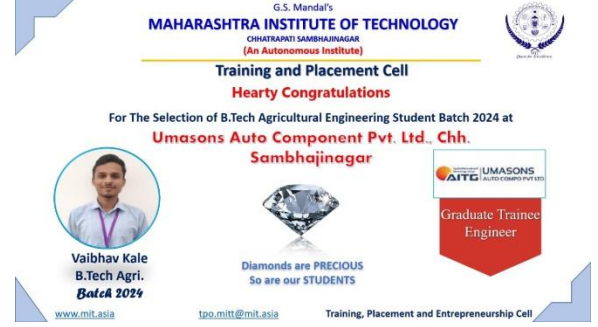 G.S. Mandal's
MAHARASHTRA INSTITUTE OF TECHNOLOGY
CHHATRAPATI SAMBHAJINAGAR
(An Autonomous Institute)
Training and Placement Cell
Hearty Congratulations
For The Selection of B.Tech Agricultural Engineering Student Batch 2024 at
Umasons Auto Component Pvt. Ltd., Chh.
Sambhajinagar
AITG UMASONS
AUTO COMPO PVT LTD
Graduate Trainee
Engineer
Vaibhav Kale
B.Tech Agri.
Batch 2024
Diamonds are PRECIOUS
So are our STUDENTS
www.mit.asia
tpo.mitt@mit.asia
Training, Placement and Entrepreneurship Cell